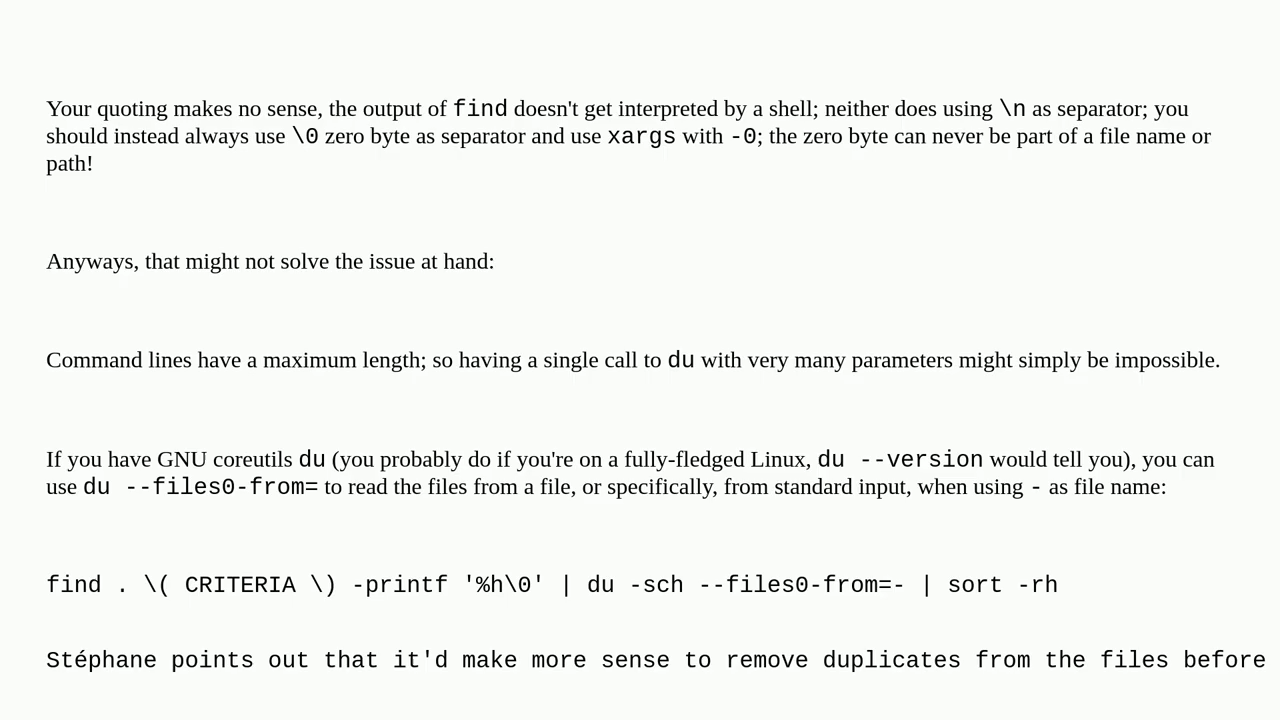 Your quoting makes no sense, the output of find doesn't get interpreted by a shell; neither does using \n as separator; you
should instead always use \0 zero byte as separator and use xargs with -0; the zero byte can never be part of a file name or
path!
Anyways, that might not solve the issue at hand:
Command lines have a maximum length; so having a single call to du with very many parameters might simply be impossible.
If you have GNU coreutils du (you probably do if you're on a fully-fledged Linux, du --version would tell you), you can
use du --files0-from= to read the files from a file, or specifically, from standard input, when using - as file name:
find . \( CRITERIA \) -printf '%h\0' | du -sch --files0-from=- | sort -rh
Stéphane points out that it'd make more sense to remove duplicates from the files before